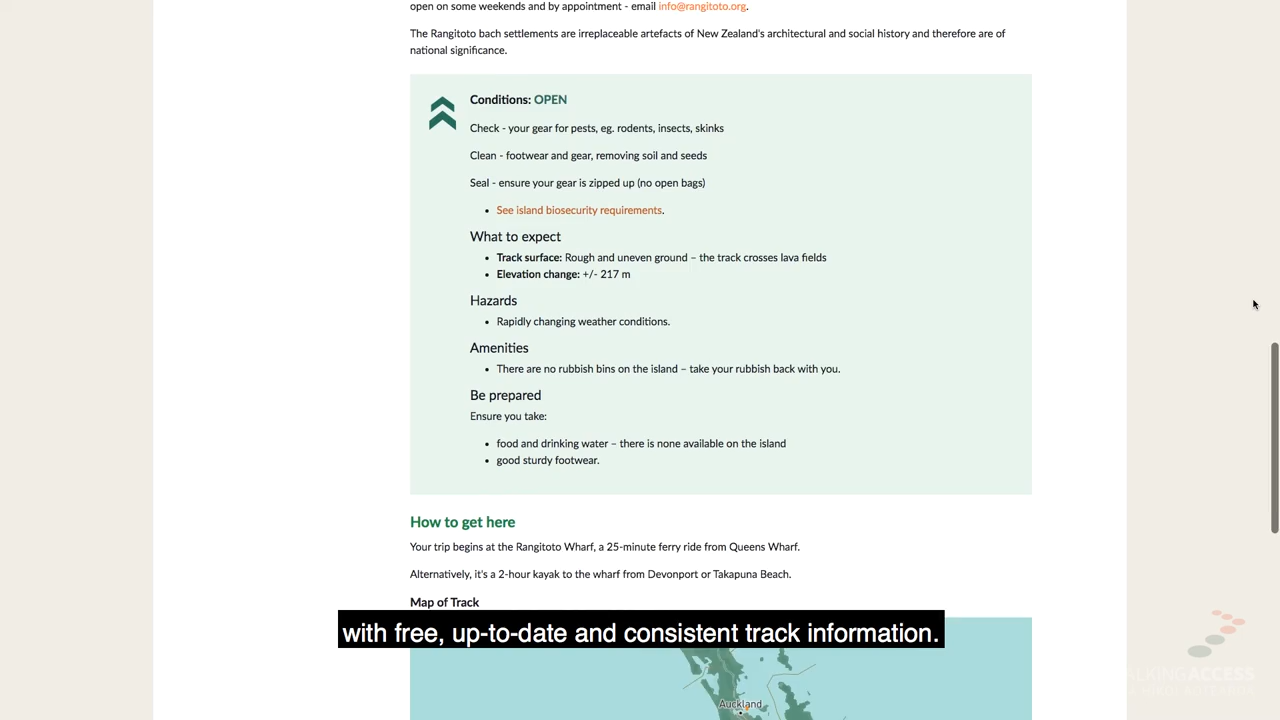 open on some weekends and by appointment - email info@rangitoto.org.
The Rangitoto bach settlements are irreplaceable artefacts of New Zealand's architectural and social history and therefore are of
national significance.
Conditions: OPEN
Check - your gear for pests, eg. rodents, insects, skinks
Clean - footwear and gear, removing soil and seeds
Seal - ensure your gear is zipped up (no open bags)
• See island biosecurity requirements.
What to expect
• Track surface: Rough and uneven ground – the track crosses lava fields
• Elevation change: +/- 217 m
Hazards
• Rapidly changing weather conditions.
Amenities
• There are no rubbish bins on the island – take your rubbish back with you.
Be prepared
Ensure you take:
• food and drinking water – there is none available on the island
• good sturdy footwear.
How to get here
Your trip begins at the Rangitoto Wharf, a 25-minute ferry ride from Queens Wharf.
Alternatively, it's a 2-hour kayak to the wharf from Devonport or Takapuna Beach.
Map of Track
with free, up-to-date and consistent track information.
Auckland
ALKING ACCESS